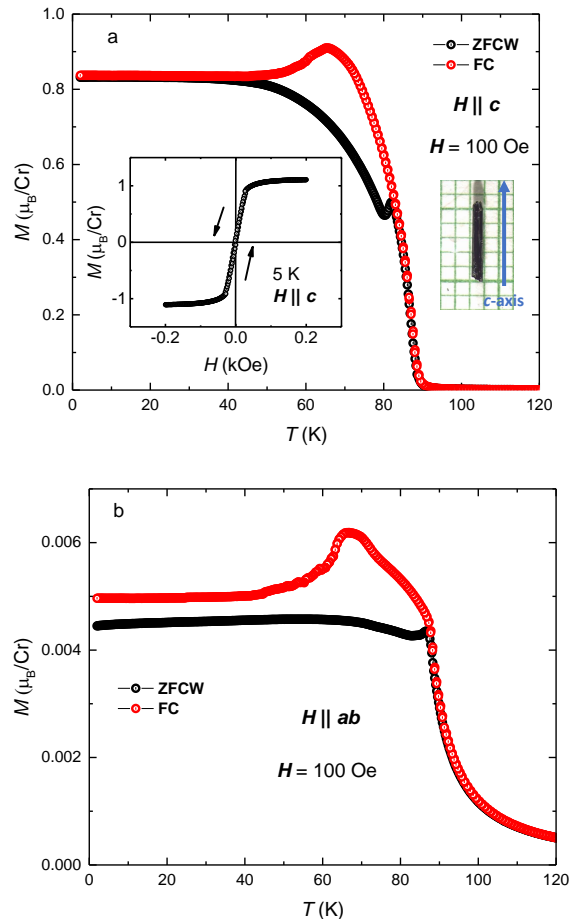 a
ZFCW
FC
H || c
H = 100 Oe
M (μB/Cr)
1.0
0.8
0.6
0.4
0.2
0.0
0 20 40 60 80 100 120
T (K)
M (μB/Cr)
1
0
-1
-0.2 0.0 0.2
H (kOe)
5 K
H || c
c-axis
b
M (μB/Cr)
0.006
0.004
0.002
0.000
ZFCW
FC
H || ab
H = 100 Oe
0 20 40 60 80 100 120
T (K)